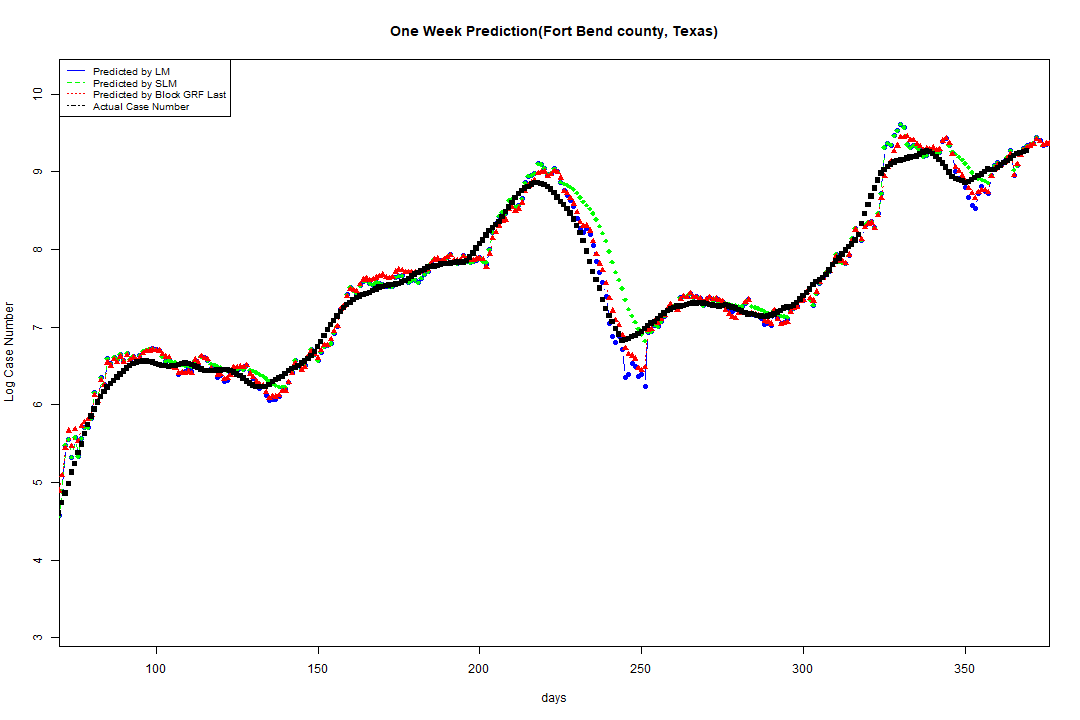 One Week Prediction(Fort Bend county, Texas)
Predicted by LM
Predicted by SLM
Predicted by Block GRF Last
Actual Case Number
Log Case Number
10
9
8
7
6
5
4
3
100 150 200 250 300 350
days